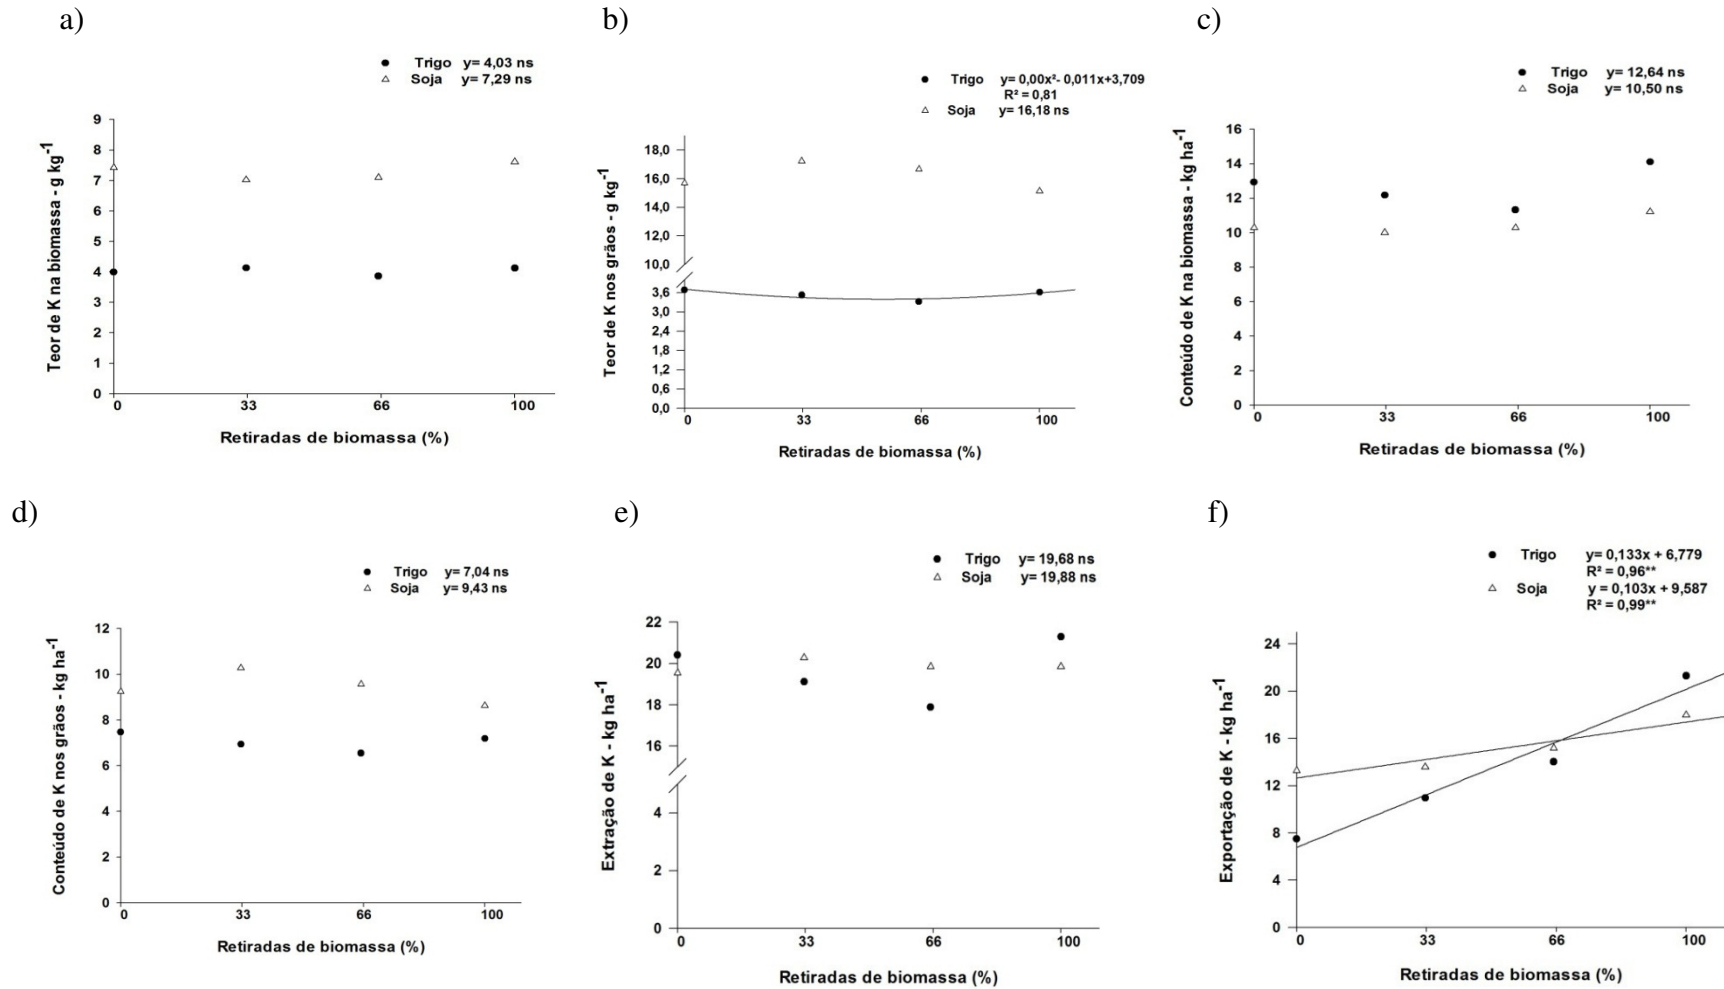 a)
Trigo y= 4,03 ns
Soja y= 7,29 ns
Teor de K na biomassa - g kg⁻¹
9
8
7
6
5
4
3
2
1
0
0 33 66 100
Retiradas de biomassa (%)
b)
Trigo y= 0,00x²- 0,011x+3,709
R² = 0,81
Soja y= 16,18 ns
Teor de K nos grãos - g kg⁻¹
18,0
16,0
14,0
12,0
10,0
3,6
3,0
2,4
1,8
1,2
0,6
0,0
0 33 66 100
Retiradas de biomassa (%)
c)
Trigo y= 12,64 ns
Soja y= 10,50 ns
Conteúdo de K na biomassa - kg ha⁻¹
16
14
12
10
8
6
4
2
0
0 33 66 100
Retiradas de biomassa (%)
d)
Trigo y= 7,04 ns
Soja y= 9,43 ns
Conteúdo de K nos grãos - kg ha⁻¹
12
10
8
6
4
2
0
0 33 66 100
Retiradas de biomassa (%)
e)
Trigo y= 19,68 ns
Soja y= 19,88 ns
Extração de K - kg ha⁻¹
22
20
18
16
4
2
0
0 33 66 100
Retiradas de biomassa (%)
f)
Trigo y= 0,133x + 6,779
R² = 0,96**
Soja y = 0,103x + 9,587
R² = 0,99**
Exportação de K - kg ha⁻¹
24
20
16
12
8
4
0
0 33 66 100
Retiradas de biomassa (%)